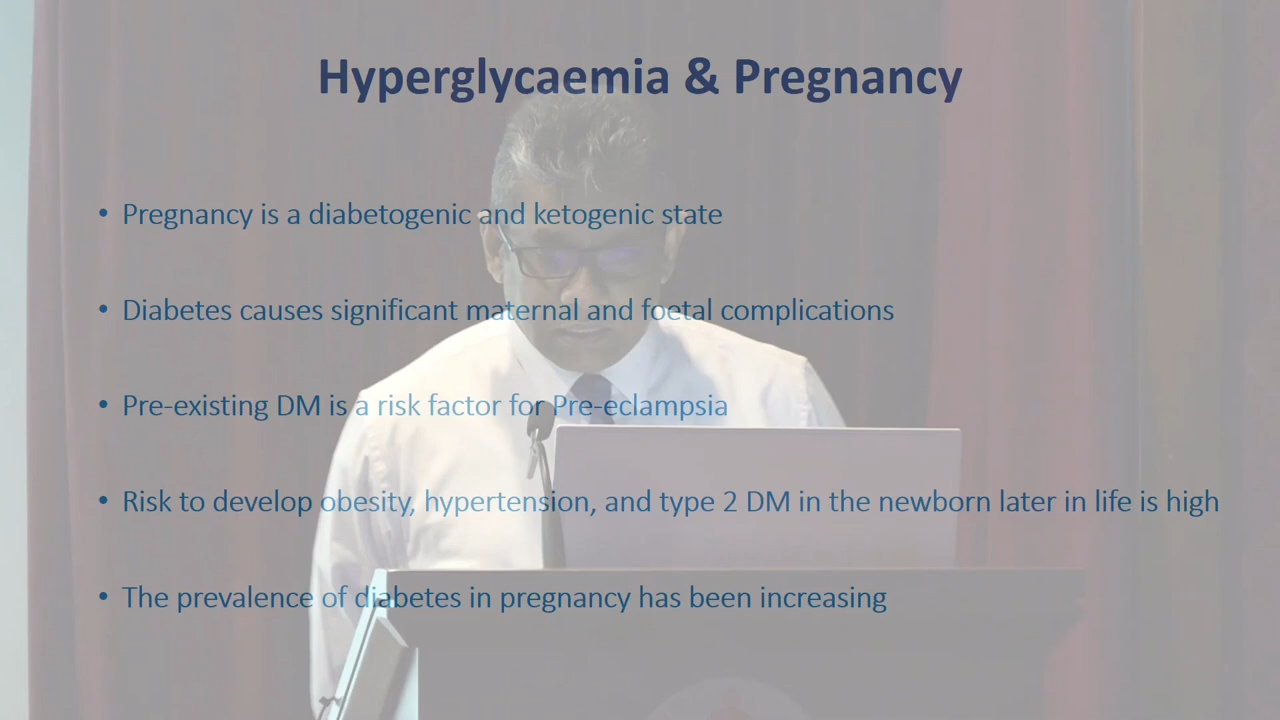 Hyperglycaemia & Pregnancy
• Pregnancy is a diabetogenic and ketogenic state
• Diabetes causes significant maternal and foetal complications
• Pre-existing DM is a risk factor for Pre-eclampsia
• Risk to develop obesity, hypertension, and type 2 DM in the newborn later in life is high
• The prevalence of diabetes in pregnancy has been increasing